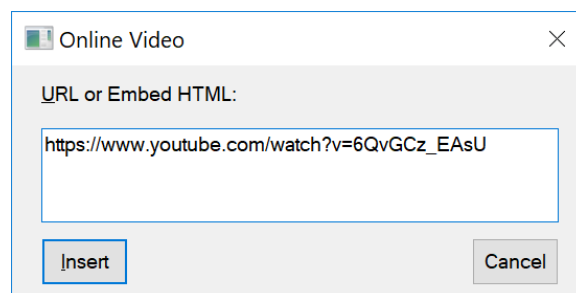 Online Video
URL or Embed HTML:
https://www.youtube.com/watch?v=6QvGCz_EAsU
Insert
Cancel